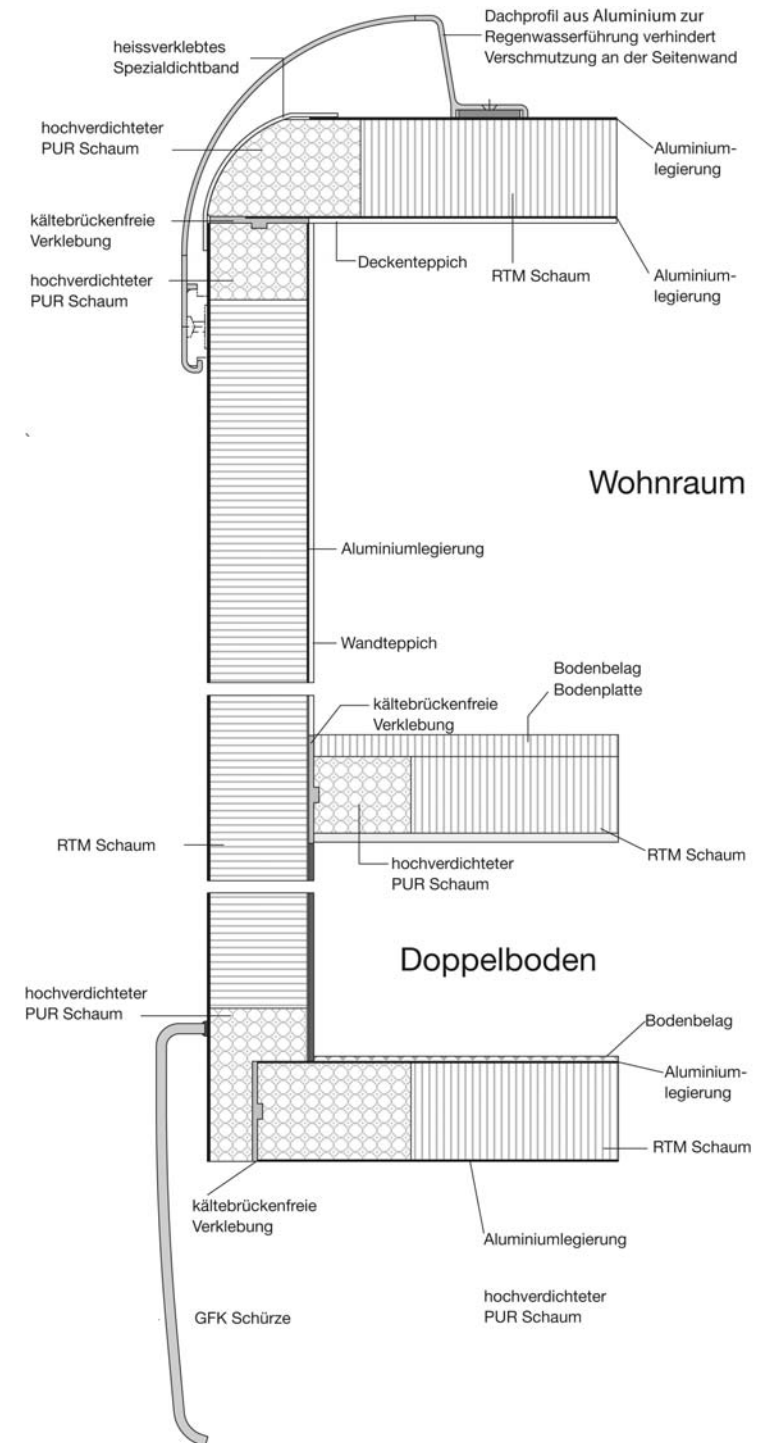 Dachprofil aus Aluminium zur
Regenwasserführung verhindert
Verschmutzung an der Seitenwand
heissverklebtes
Spezialdichtband
hochverdichteter
PUR Schaum
Aluminium-
legierung
kältebrückenfreie
Verklebung
Deckenteppich
RTM Schaum
Aluminium-
legierung
hochverdichteter
PUR Schaum
Wohnraum
Aluminiumlegierung
Wandteppich
Bodenbelag
Bodenplatte
kältebrückenfreie
Verklebung
RTM Schaum
RTM Schaum
hochverdichteter
PUR Schaum
Doppelboden
hochverdichteter
PUR Schaum
Bodenbelag
Aluminium-
legierung
RTM Schaum
kältebrückenfreie
Verklebung
Aluminiumlegierung
hochverdichteter
PUR Schaum
GFK Schürze